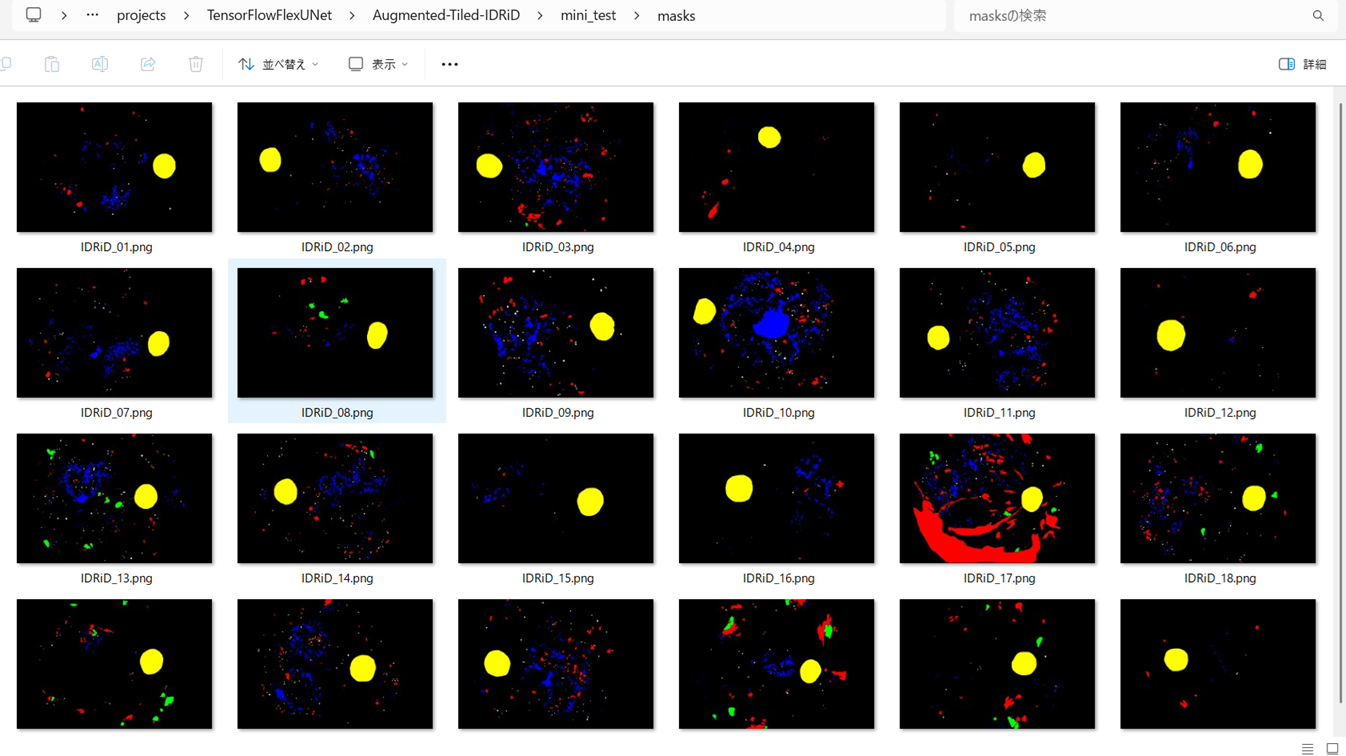 … projects > TensorFlowFlexUNet > Augmented-Tiled-IDRiD > mini_test > masks
masksの検索
並べ替え
表示
詳細
IDRiD_01.png
IDRiD_02.png
IDRiD_03.png
IDRiD_04.png
IDRiD_05.png
IDRiD_06.png
IDRiD_07.png
IDRiD_08.png
IDRiD_09.png
IDRiD_10.png
IDRiD_11.png
IDRiD_12.png
IDRiD_13.png
IDRiD_14.png
IDRiD_15.png
IDRiD_16.png
IDRiD_17.png
IDRiD_18.png